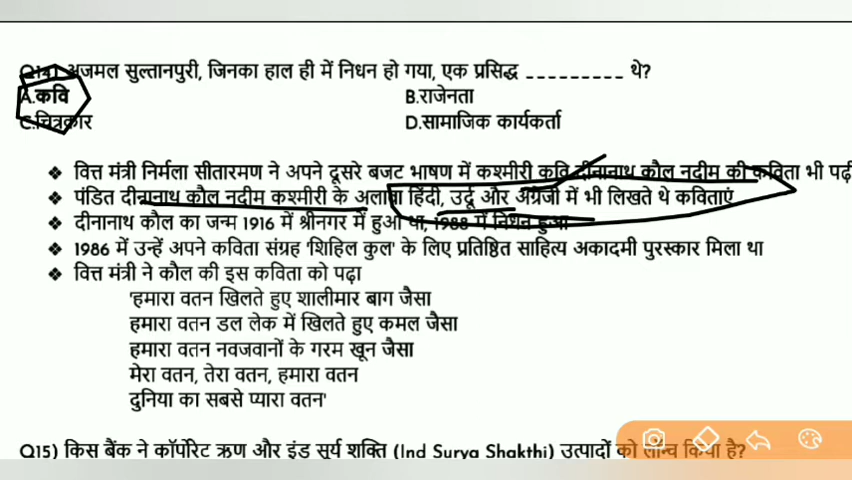 Q14) अजमल सुल्तानपुरी, जिनका हाल ही में निधन हो गया, एक प्रसिद्ध _________ थे?
A.कवि B.राजेनता
C.चित्रकार D.सामाजिक कार्यकर्ता
❖ वित्त मंत्री निर्मला सीतारमण ने अपने दूसरे बजट भाषण में कश्मीरी कवि दीनानाथ कौल नदीम की कविता भी पढ़ी
❖ पंडित दीनानाथ कौल नदीम कश्मीरी के अलावा हिंदी, उर्दू और अंग्रेजी में भी लिखते थे कविताएं
❖ दीनानाथ कौल का जन्म 1916 में श्रीनगर में हुआ था, 1988 में निधन हुआ
❖ 1986 में उन्हें अपने कविता संग्रह 'शिहिल कुल' के लिए प्रतिष्ठित साहित्य अकादमी पुरस्कार मिला था
❖ वित्त मंत्री ने कौल की इस कविता को पढ़ा
'हमारा वतन खिलते हुए शालीमार बाग जैसा
हमारा वतन डल लेक में खिलते हुए कमल जैसा
हमारा वतन नवजवानों के गरम खून जैसा
मेरा वतन, तेरा वतन, हमारा वतन
दुनिया का सबसे प्यारा वतन'
Q15) किस बैंक ने कॉर्पोरेट ऋण और इंड सूर्य शक्ति (Ind Surya Shakthi) उत्पादों को लॉन्च किया है?